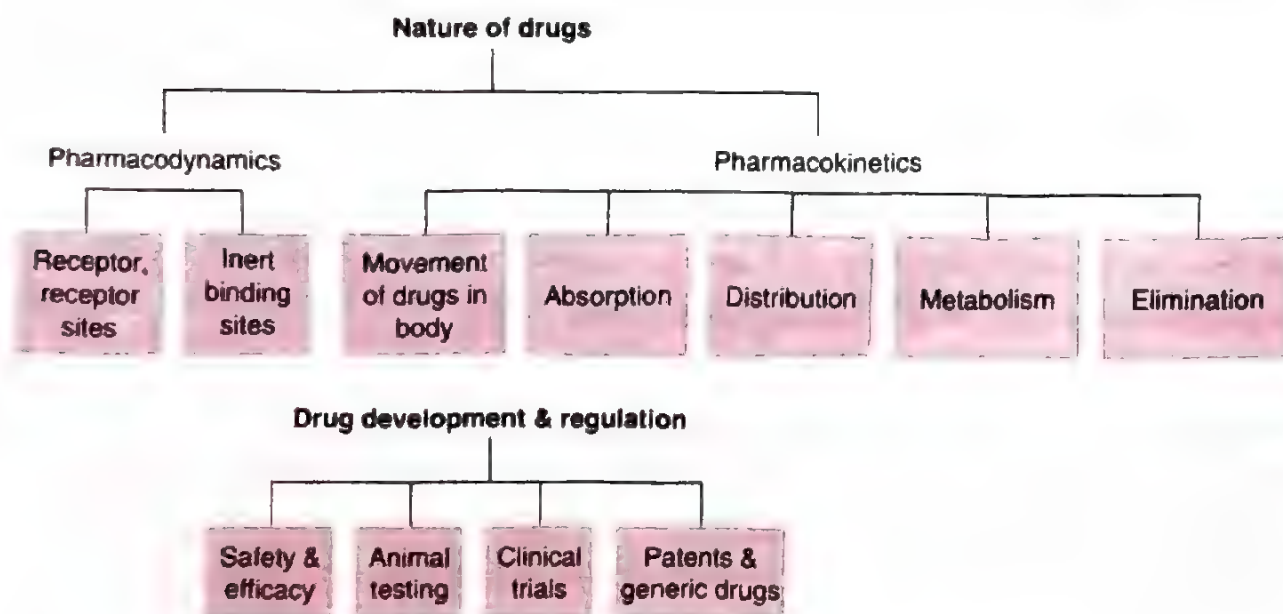 Nature of drugs
Pharmacodynamics
Pharmacokinetics
Receptor,
receptor
sites
Inert
binding
sites
Movement
of drugs in
body
Absorption
Distribution
Metabolism
Elimination
Drug development & regulation
Safety &
efficacy
Animal
testing
Clinical
trials
Patents &
generic drugs